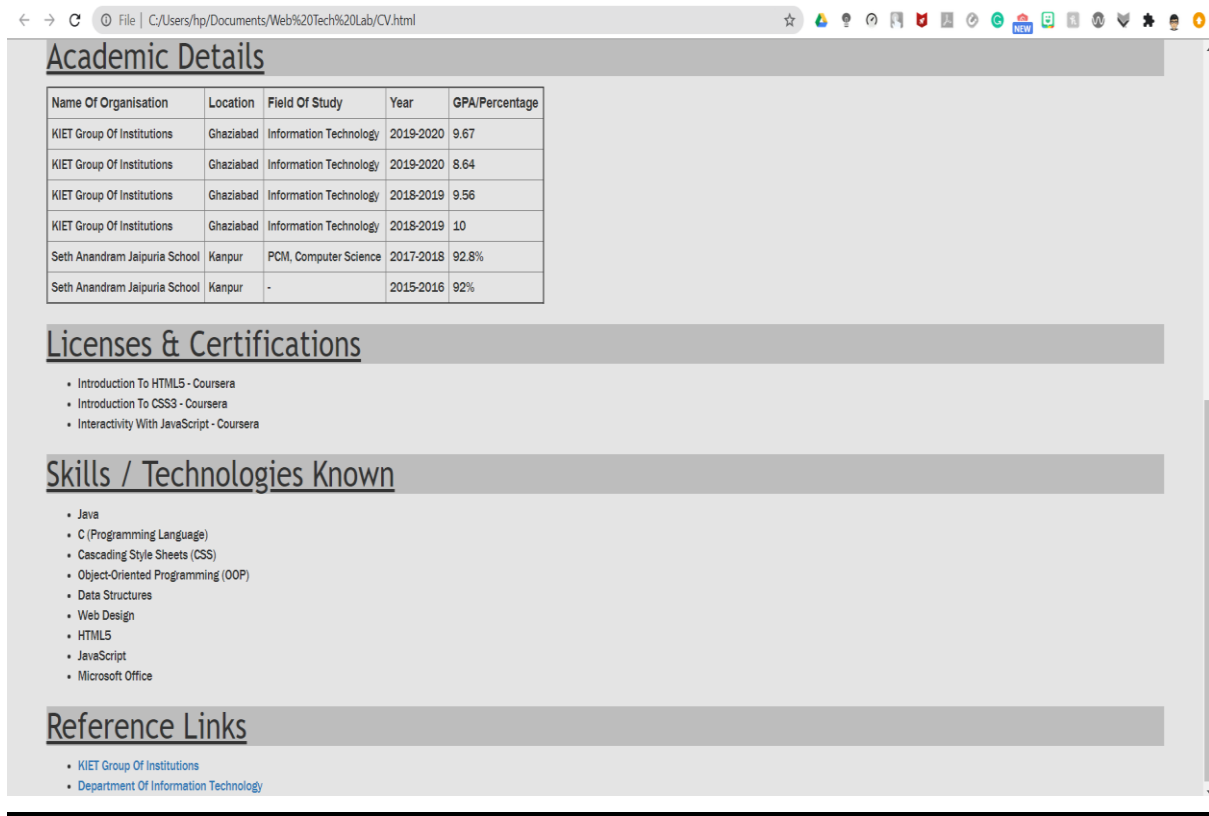 File | C:/Users/hp/Documents/Web%20Tech%20Lab/CV.html
NEW
Academic Details
Name Of Organisation Location Field Of Study Year GPA/Percentage
KIET Group Of Institutions Ghaziabad Information Technology 2019-2020 9.67
KIET Group Of Institutions Ghaziabad Information Technology 2019-2020 8.64
KIET Group Of Institutions Ghaziabad Information Technology 2018-2019 9.56
KIET Group Of Institutions Ghaziabad Information Technology 2018-2019 10
Seth Anandram Jaipuria School Kanpur PCM, Computer Science 2017-2018 92.8%
Seth Anandram Jaipuria School Kanpur - 2015-2016 92%
Licenses & Certifications
• Introduction To HTML5 - Coursera
• Introduction To CSS3 - Coursera
• Interactivity With JavaScript - Coursera
Skills / Technologies Known
• Java
• C (Programming Language)
• Cascading Style Sheets (CSS)
• Object-Oriented Programming (OOP)
• Data Structures
• Web Design
• HTML5
• JavaScript
• Microsoft Office
Reference Links
• KIET Group Of Institutions
• Department Of Information Technology